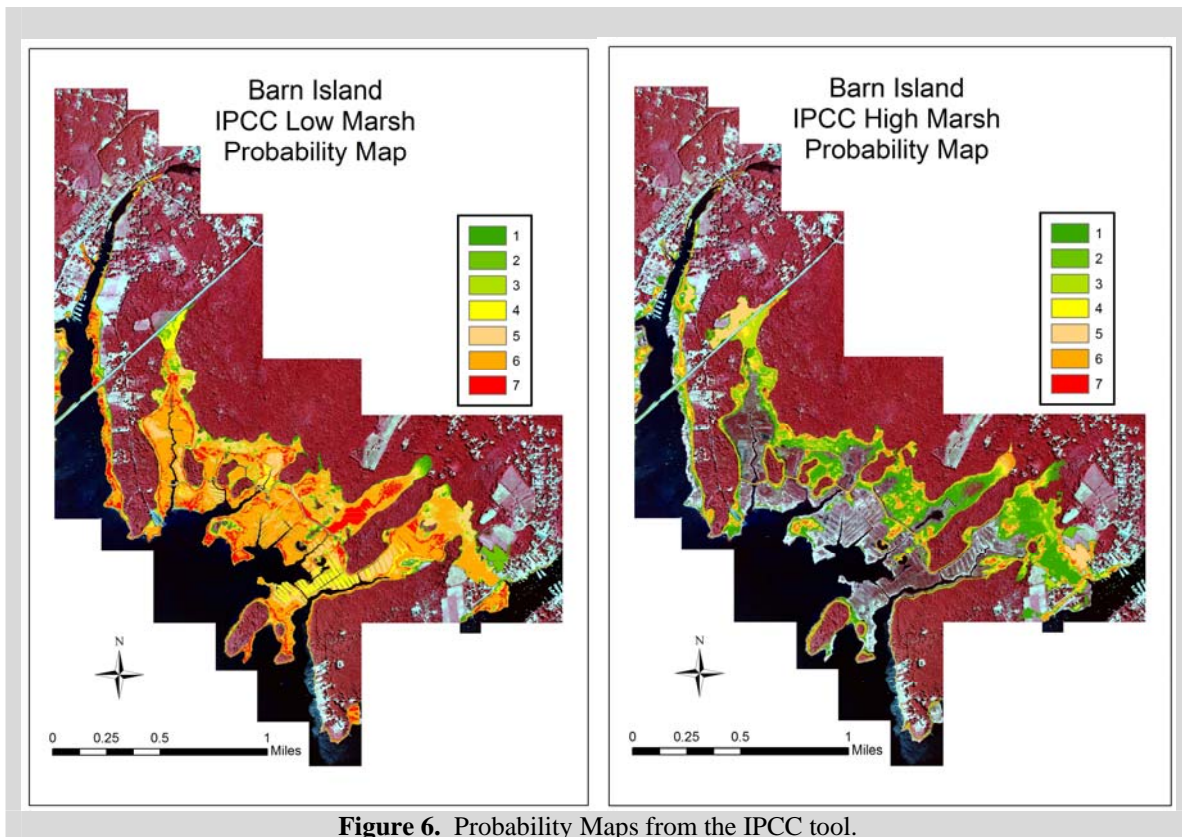 Barn Island
IPCC Low Marsh
Probability Map
1
2
3
4
5
6
7
N
0 0.25 0.5 1
Miles
Barn Island
IPCC High Marsh
Probability Map
1
2
3
4
5
6
7
N
0 0.25 0.5 1
Miles
Figure 6. Probability Maps from the IPCC tool.